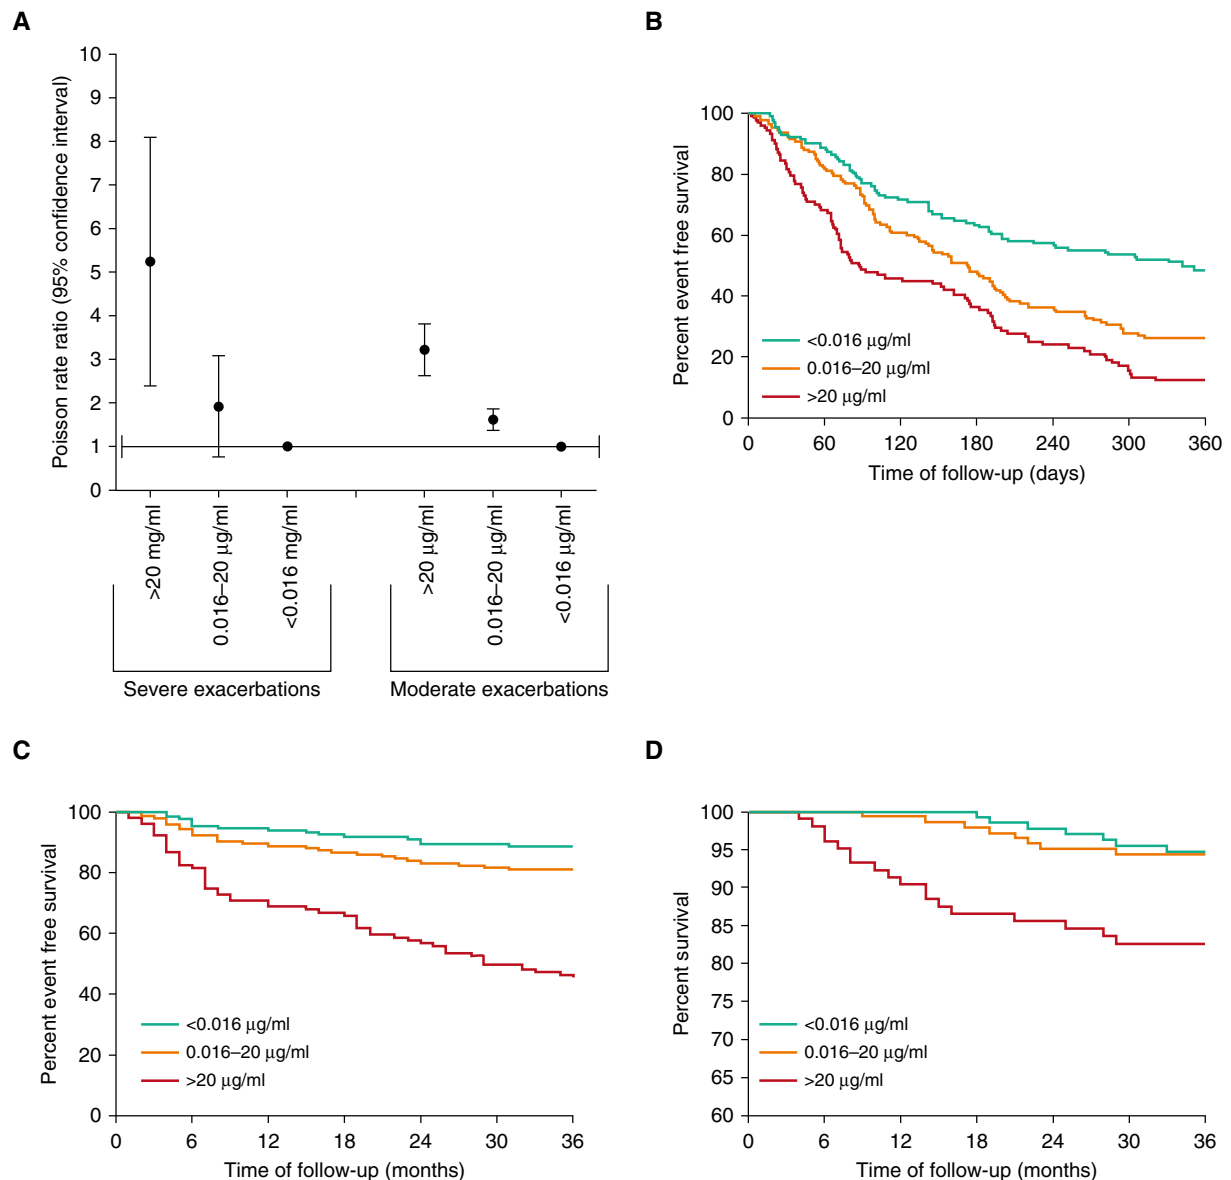 A
Poisson rate ratio (95% confidence interval)
10
9
8
7
6
5
4
3
2
1
0
>20 mg/ml
0.016–20 μg/ml
<0.016 mg/ml
>20 μg/ml
0.016–20 μg/ml
<0.016 μg/ml
Severe exacerbations
Moderate exacerbations
B
Percent event free survival
100
80
60
40
20
0
<0.016 μg/ml
0.016–20 μg/ml
>20 μg/ml
0 60 120 180 240 300 360
Time of follow-up (days)
C
Percent event free survival
100
80
60
40
20
0
<0.016 μg/ml
0.016–20 μg/ml
>20 μg/ml
0 6 12 18 24 30 36
Time of follow-up (months)
D
Percent survival
100
95
90
85
80
75
70
65
60
<0.016 μg/ml
0.016–20 μg/ml
>20 μg/ml
0 6 12 18 24 30 36
Time of follow-up (months)